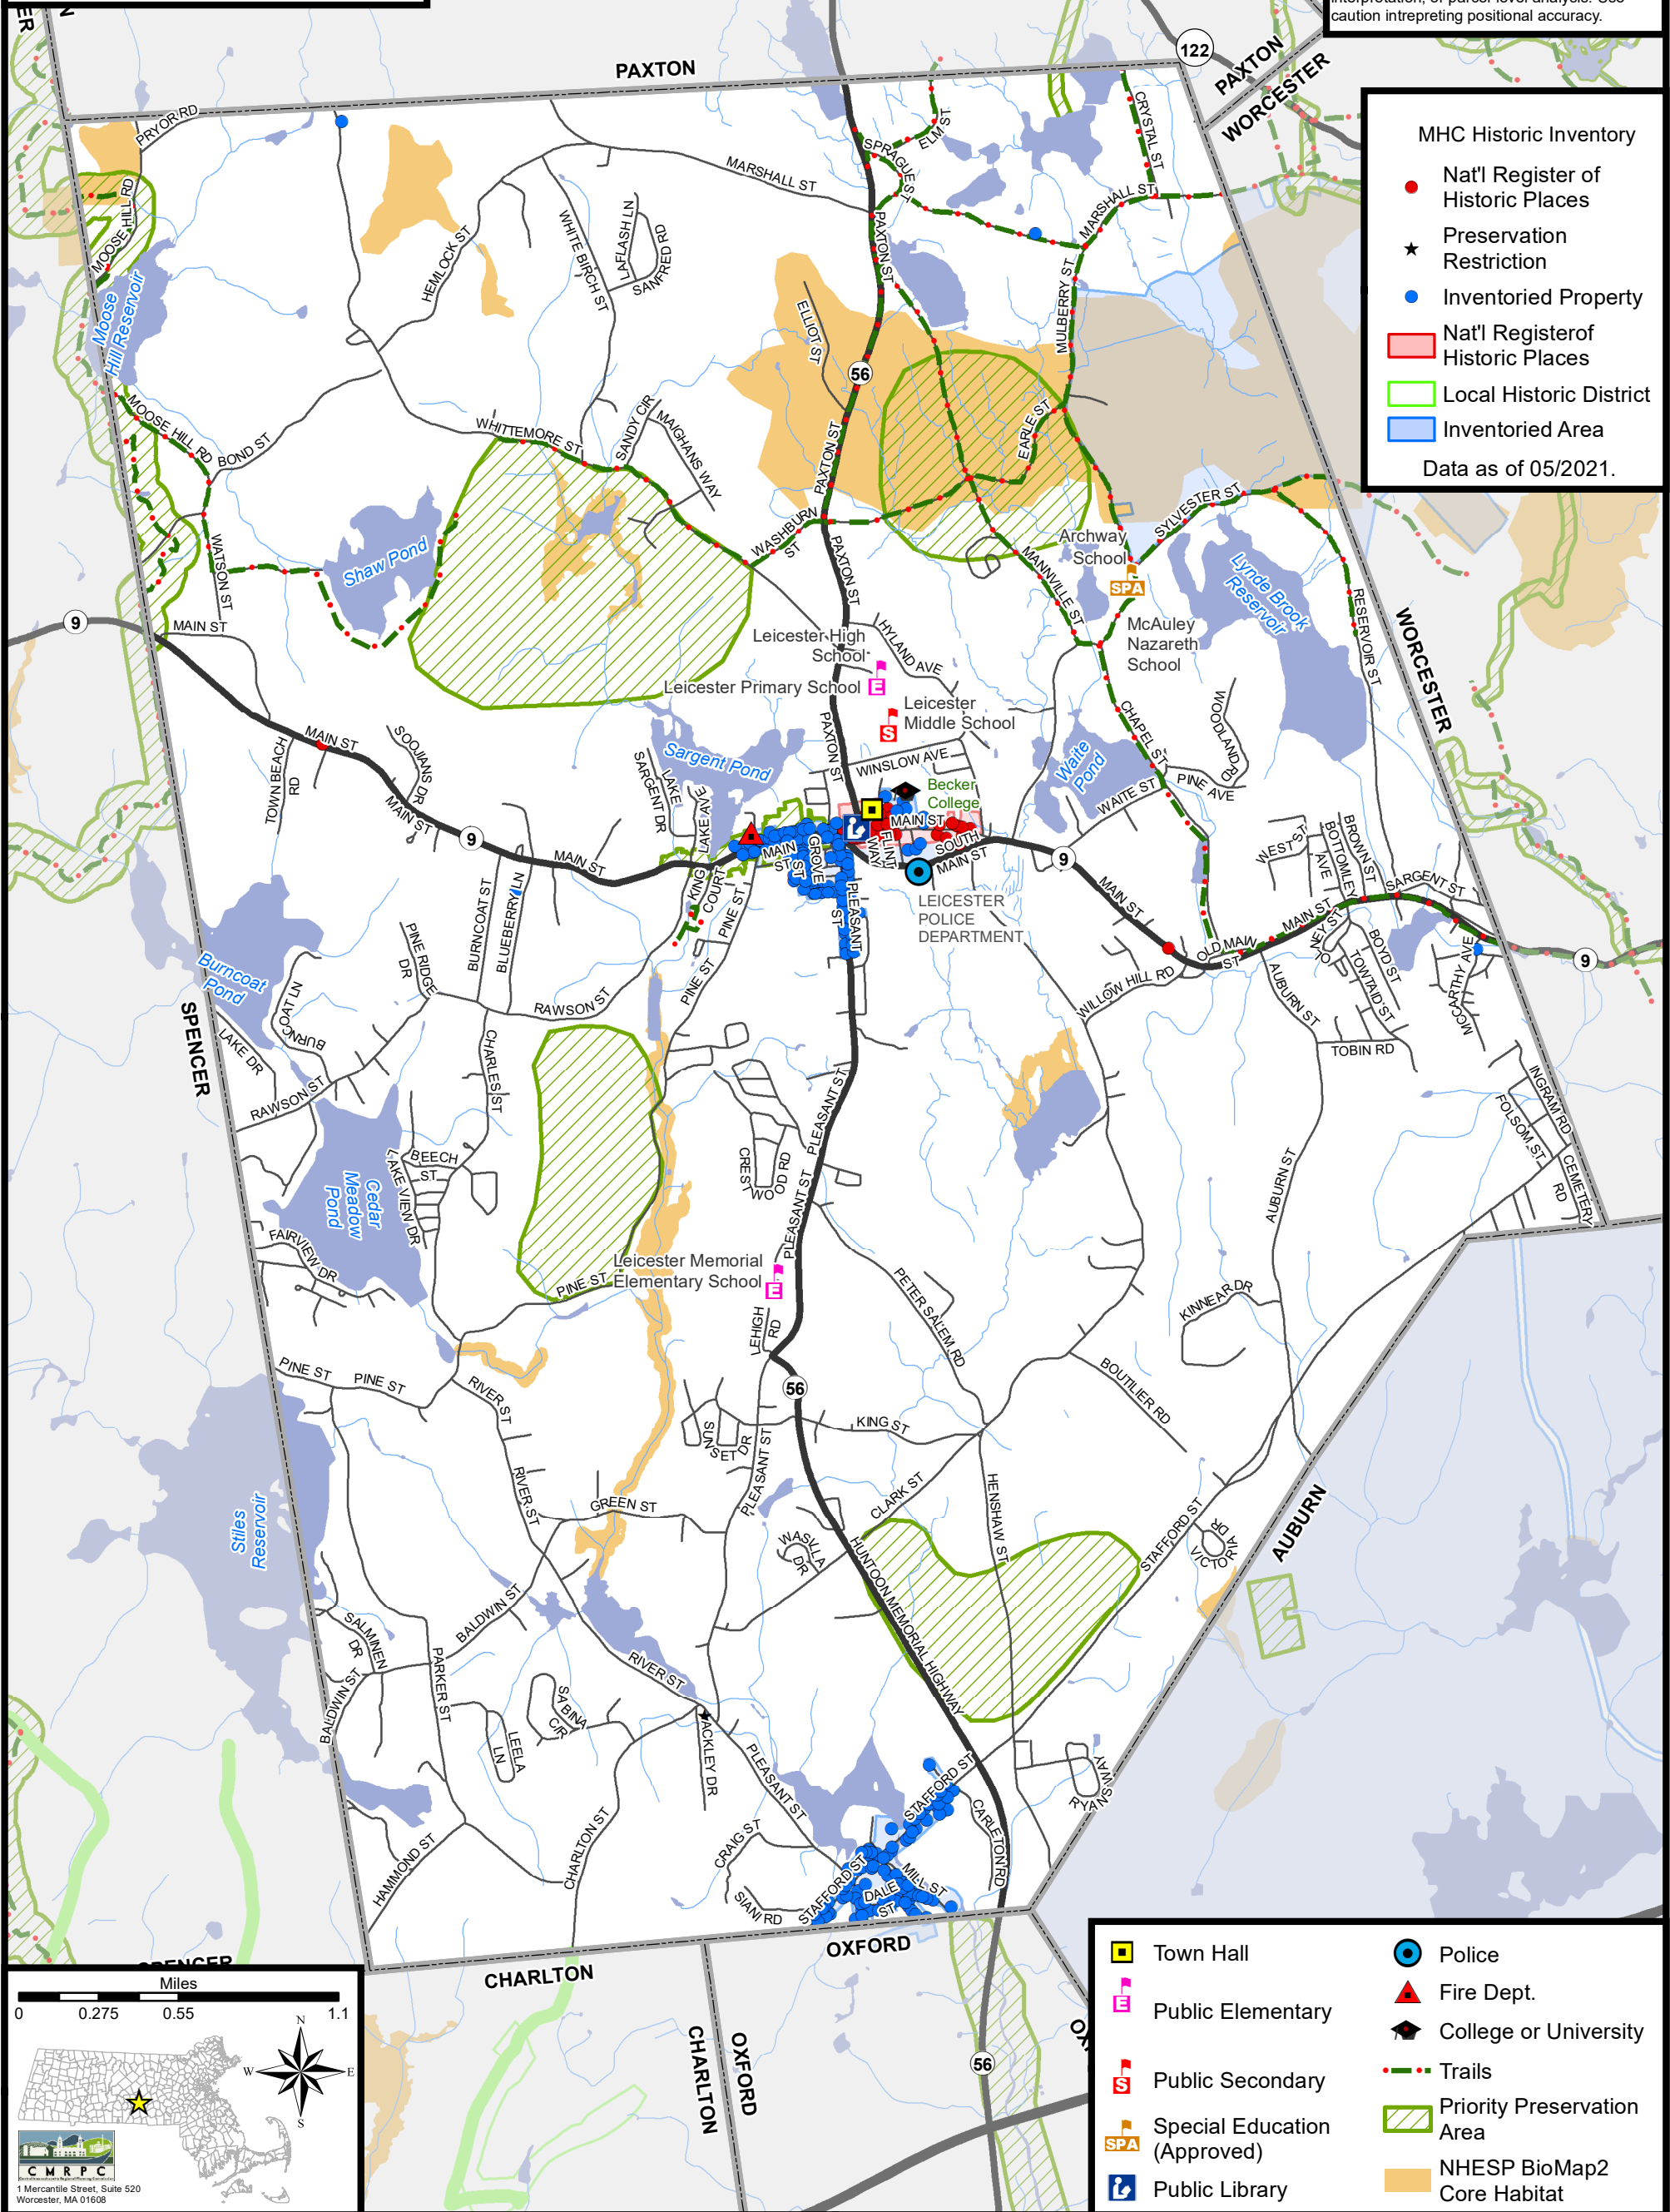 caution intrepreting positional accuracy.
PAXTON
122
PAXTON
WORCESTER
MHC Historic Inventory
Nat'l Register of
Historic Places
Preservation
Restriction
Inventoried Property
Nat'l Registerof
Historic Places
Local Historic District
Inventoried Area
Data as of 05/2021.
PRYOR RD
MOOSE HILL RD
Moose
Hill Reservoir
HEMLOCK ST
MARSHALL ST
WHITE BIRCH ST
LAFLASH LN
SANFRED RD
SPRAGUE ST
ELM ST
CRYSTAL ST
MARSHALL ST
PAXTON ST
MULBERRY ST
ELLIOT ST
56
MOOSE HILL RD
BOND ST
WHITTEMORE ST
SANDY CIR
MAIGHANS WAY
PAXTON ST
EARLE ST
WASHBURN
ST
SYLVESTER ST
Archway
School
SPA
MANNVILLE ST
Lynde Brook
Reservoir
RESERVOIR ST
WORCESTER
Shaw Pond
WATSON ST
9
MAIN ST
PAXTON ST
HYLAND AVE
McAuley
Nazareth
School
Leicester High
School
Leicester Primary School
E
Leicester
Middle School
S
MAIN ST
TOWN BEACH
RD
SOOJIANS DR
MAIN ST
9
MAIN ST
Sargent Pond
SARGENT DR
LAKE
LAKE AVE
PAXTON ST
WINSLOW AVE
Becker
College
MAIN ST
SOUTH
MAIN ST
FLINT
WAY
MAIN
ST
GROVE
ST
PLEASANT
ST
KING
COURT
PINE ST
LEICESTER
POLICE
DEPARTMENT
Waite
Pond
CHAPEL ST
WOODLAND RD
PINE AVE
WAITE ST
9
MAIN ST
WEST ST
BOTTOMLEY
AVE
BROWN ST
SARGENT ST
MAIN ST
OLD MAIN
ST
OLNEY ST
BOYD ST
TOWTAID ST
MCCARTHY AVE
9
WILLOW HILL RD
AUBURN ST
TOBIN RD
INGRAM RD
FOLSOM ST
CEMETERY
RD
SPENCER
Burncoat
Pond
BURNCOAT LN
LAKE DR
PINE RIDGE
DR
BURNCOAT ST
BLUEBERRY LN
RAWSON ST
PINE ST
RAWSON ST
CHARLES ST
Cedar
Meadow
Pond
BEECH
ST
LAKE VIEW DR
FAIRVIEW DR
CRESTWOOD RD
PLEASANT ST
PLEASANT ST
AUBURN ST
Leicester Memorial
Elementary School
E
PINE ST
LEHIGH
RD
PETER SALEM RD
KINNEAR DR
BOUTILIER RD
PINE ST
PINE ST
RIVER ST
56
KING ST
SUNSET DR
PLEASANT ST
CLARK ST
HENSHAW ST
STAFFORD ST
VICTORIA DR
AUBURN
Stiles
Reservoir
RIVER ST
GREEN ST
HUNTOON MEMORIAL HIGHWAY
SALMINEN
DR
BALDWIN ST
BALDWIN ST
PARKER ST
RIVER ST
SABINA
CIR
LEELA
LN
ACKLEY DR
PLEASANT ST
STAFFORD ST
CARLETON RD
RYANS WAY
HAMMOND ST
CHARLTON ST
CRAIG ST
SIANI RD
STAFFORD ST
MILL ST
DALE
ST
OXFORD
CHARLTON
CHARLTON
OXFORD
56
Miles
0 0.275 0.55 1.1
N
W E
S
CMRPC
1 Mercantile Street, Suite 520
Worcester, MA 01608
Town Hall
Public Elementary
Public Secondary
Special Education
(Approved)
Public Library
Police
Fire Dept.
College or University
Trails
Priority Preservation
Area
NHESP BioMap2
Core Habitat